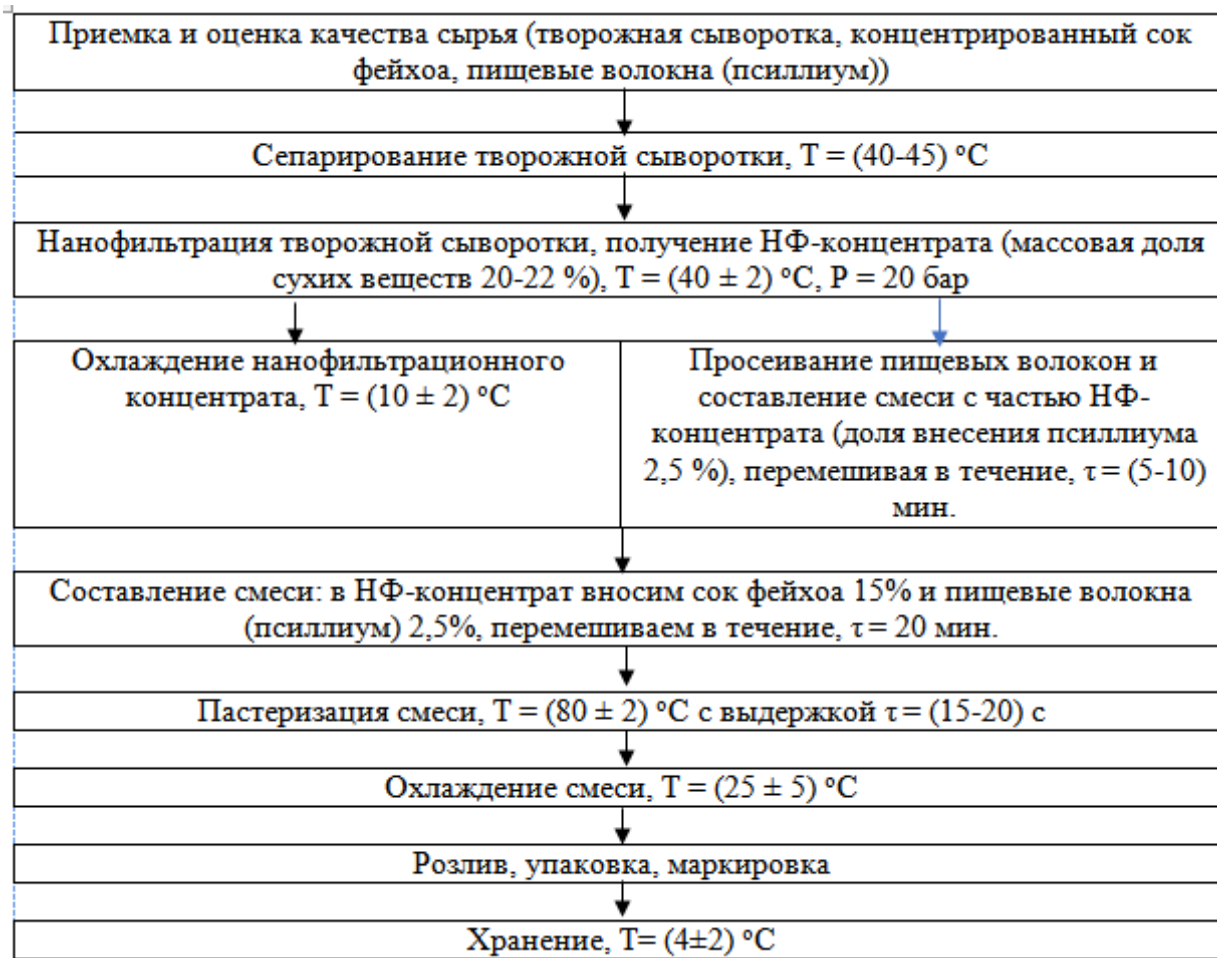 Приемка и оценка качества сырья (творожная сыворотка, концентрированный сок
фейхоа, пищевые волокна (псиллиум))
Сепарирование творожной сыворотки, Т = (40-45) °С
Нанофильтрация творожной сыворотки, получение НФ-концентрата (массовая доля
сухих веществ 20-22 %), Т = (40 ± 2) °С, Р = 20 бар
Охлаждение нанофильтрационного
концентрата, Т = (10 ± 2) °С
Просеивание пищевых волокон и
составление смеси с частью НФ-
концентрата (доля внесения псиллиума
2,5 %), перемешивая в течение, τ = (5-10)
мин.
Составление смеси: в НФ-концентрат вносим сок фейхоа 15% и пищевые волокна
(псиллиум) 2,5%, перемешиваем в течение, τ = 20 мин.
Пастеризация смеси, Т = (80 ± 2) °С с выдержкой τ = (15-20) с
Охлаждение смеси, Т = (25 ± 5) °С
Розлив, упаковка, маркировка
Хранение, Т= (4±2) °С